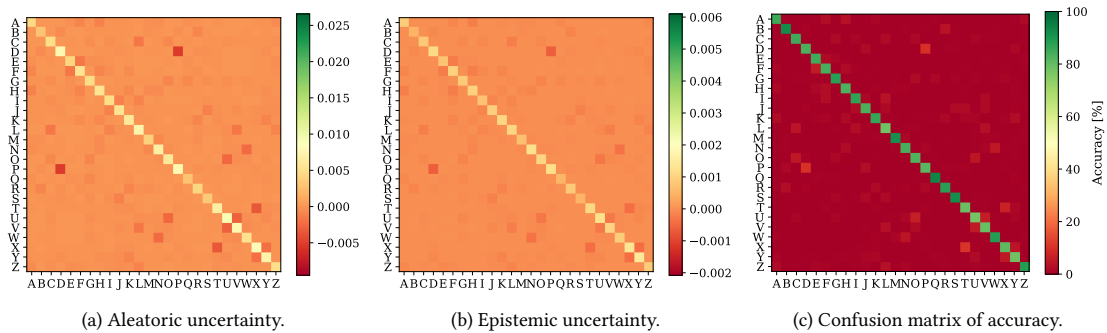 A
B
C
D
E
F
G
H
I
J
K
L
M
N
O
P
Q
R
S
T
U
V
W
X
Y
Z
A B C D E F G H I J K L M N O P Q R S T U V W X Y Z
0.025
0.020
0.015
0.010
0.005
0.000
−0.005
(a) Aleatoric uncertainty.
A
B
C
D
E
F
G
H
I
J
K
L
M
N
O
P
Q
R
S
T
U
V
W
X
Y
Z
A B C D E F G H I J K L M N O P Q R S T U V W X Y Z
0.006
0.005
0.004
0.003
0.002
0.001
0.000
−0.001
−0.002
(b) Epistemic uncertainty.
A
B
C
D
E
F
G
H
I
J
K
L
M
N
O
P
Q
R
S
T
U
V
W
X
Y
Z
A B C D E F G H I J K L M N O P Q R S T U V W X Y Z
100
80
60
40
20
0
Accuracy [%]
(c) Confusion matrix of accuracy.